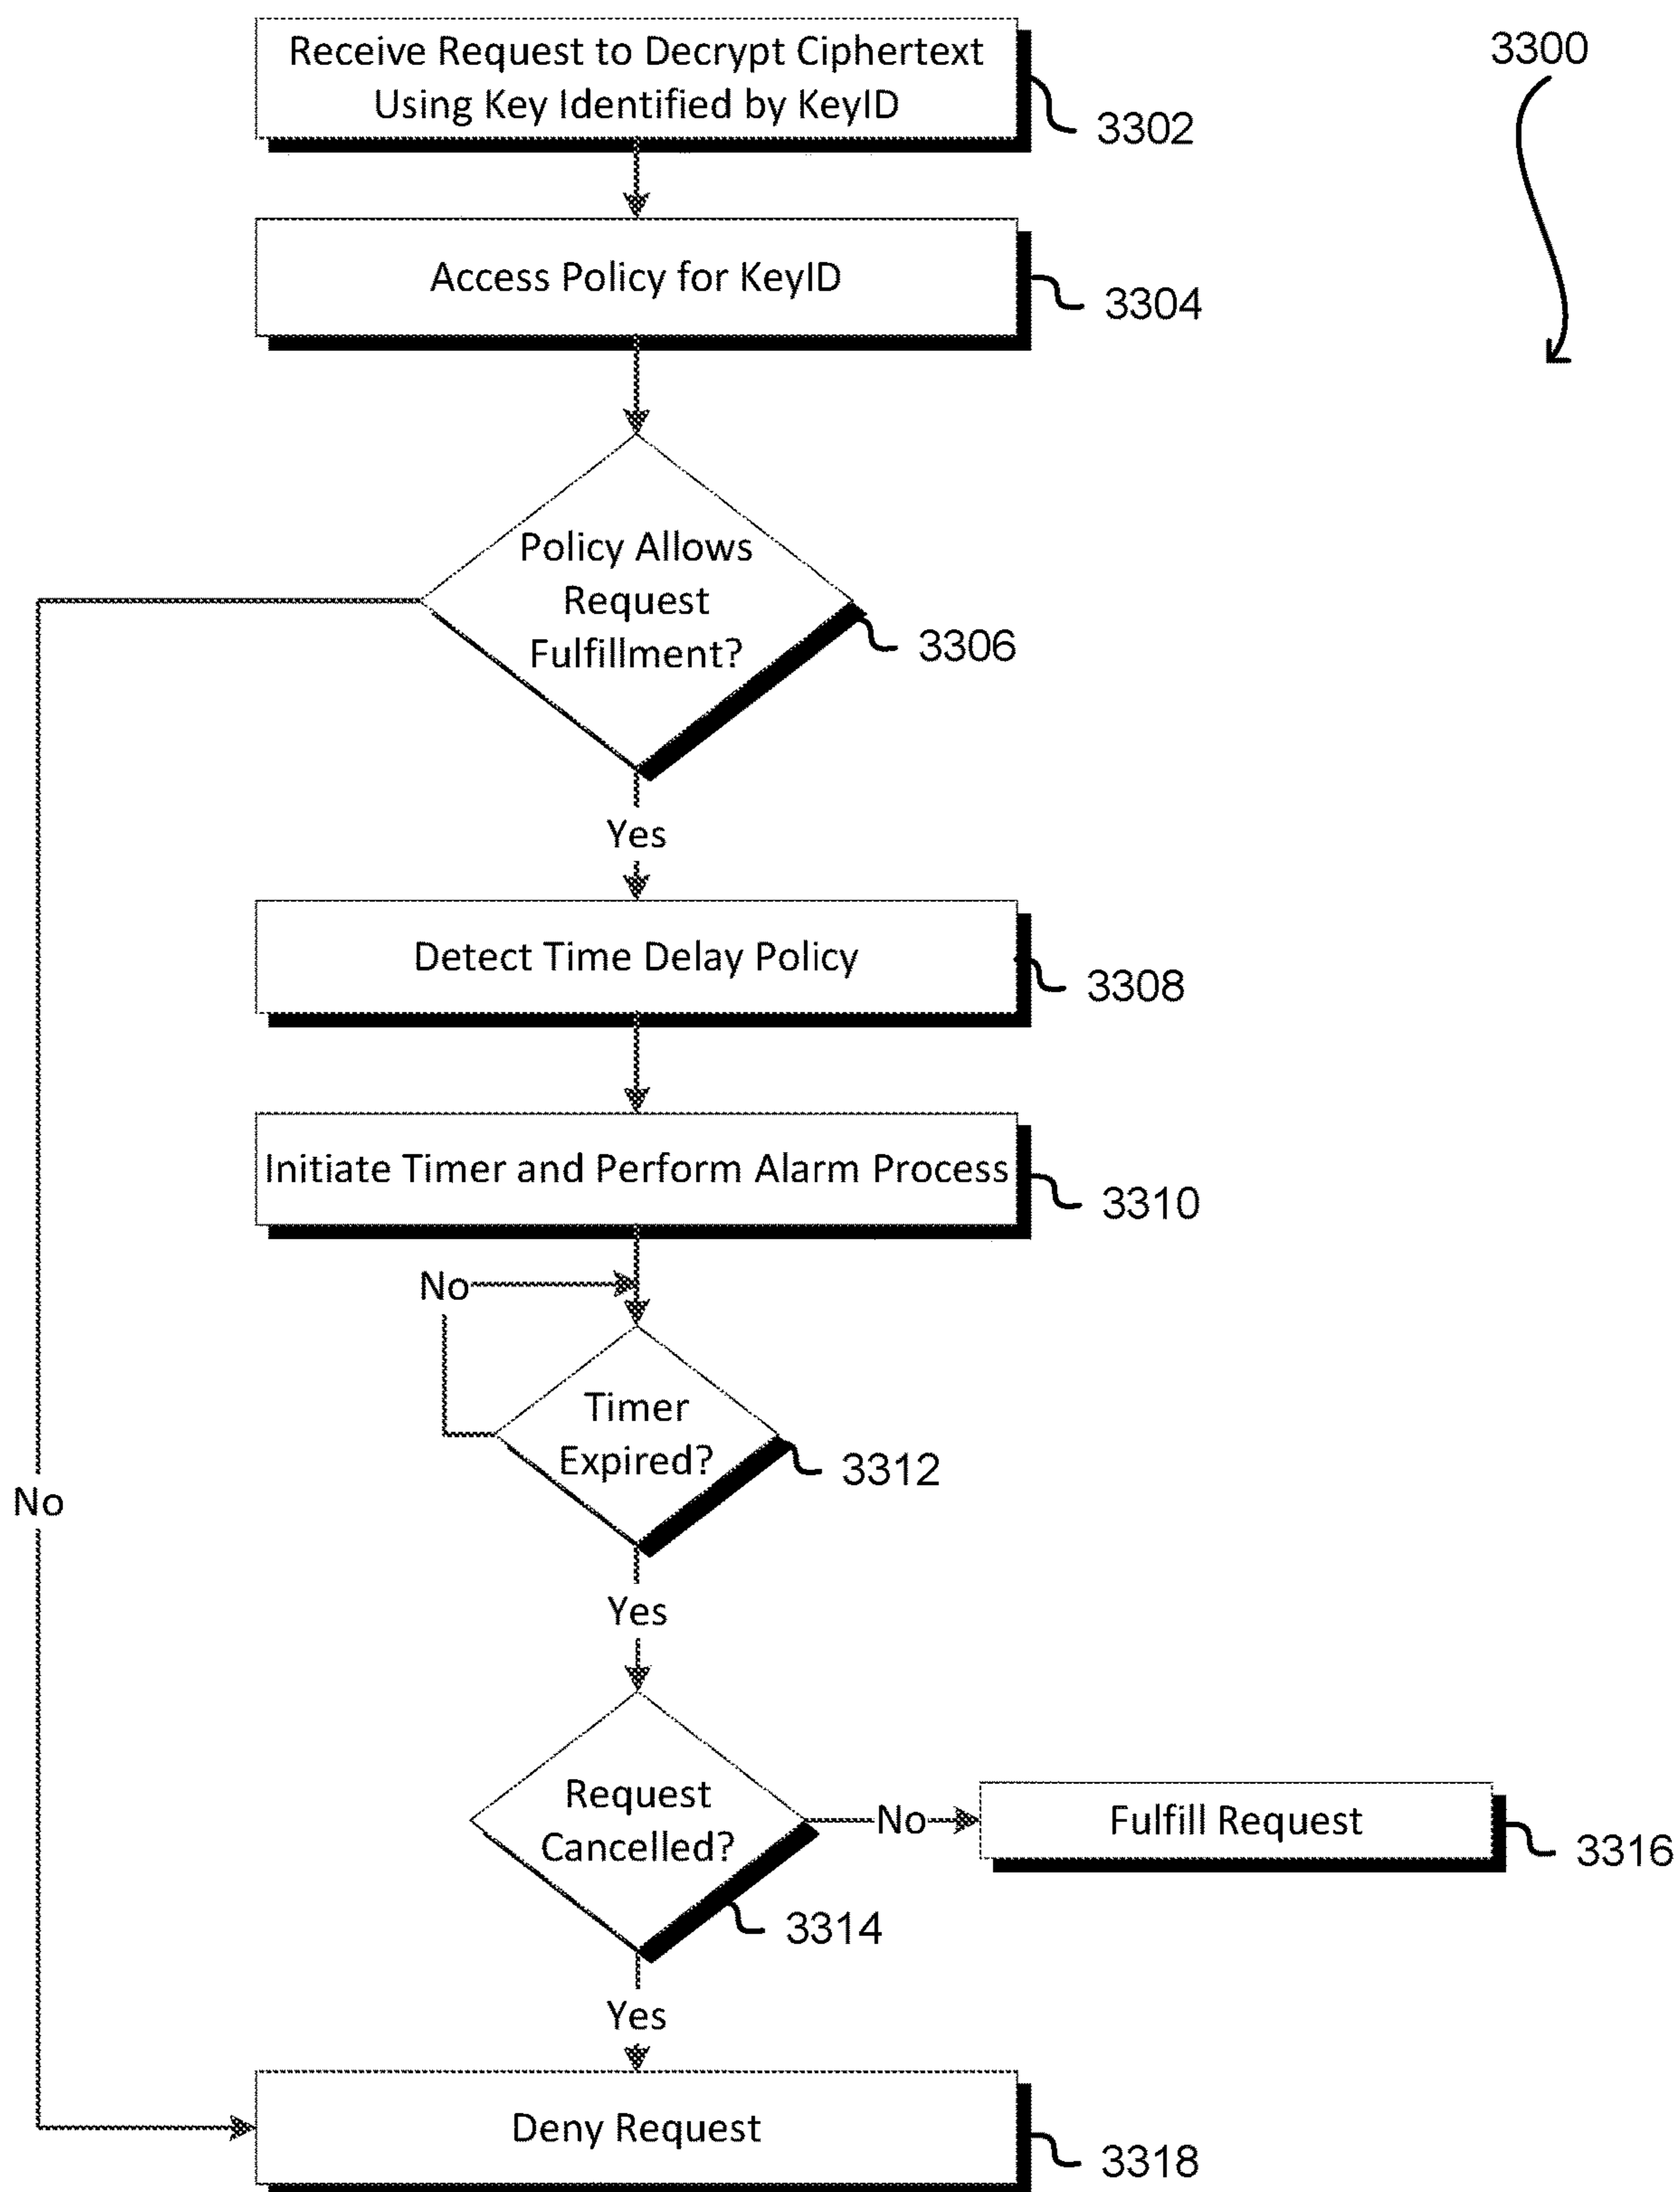 Receive Request to Decrypt Ciphertext
Using Key Identified by KeyID
3300
3302
Access Policy for KeyID
3304
Policy Allows
Request
Fulfillment?
3306
Yes
Detect Time Delay Policy
3308
Initiate Timer and Perform Alarm Process
3310
No
Timer
Expired?
3312
No
Yes
Request
Cancelled?
No
Fulfill Request
3316
3314
Yes
Deny Request
3318